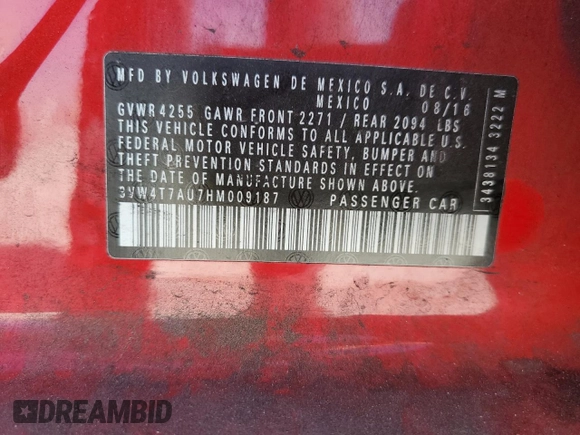 MFD BY VOLKSWAGEN DE MEXICO S.A. DE C.V.
MEXICO 08/16
GVWR 4255 GAWR FRONT 2271 / REAR 2094 LBS
THIS VEHICLE CONFORMS TO ALL APPLICABLE U.S.
FEDERAL MOTOR VEHICLE SAFETY, BUMPER AND
THEFT PREVENTION STANDARDS IN EFFECT ON
THE DATE OF MANUFACTURE SHOWN ABOVE.
3VW4T7AU7HM009187 PASSENGER CAR
3438134 3222 M
DREAMBID